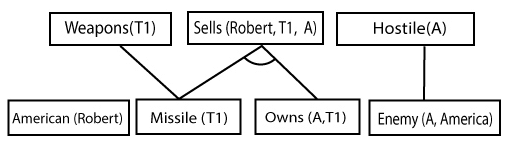 Weapons(T1)
Sells (Robert, T1, A)
Hostile(A)
American (Robert)
Missile (T1)
Owns (A,T1)
Enemy (A, America)